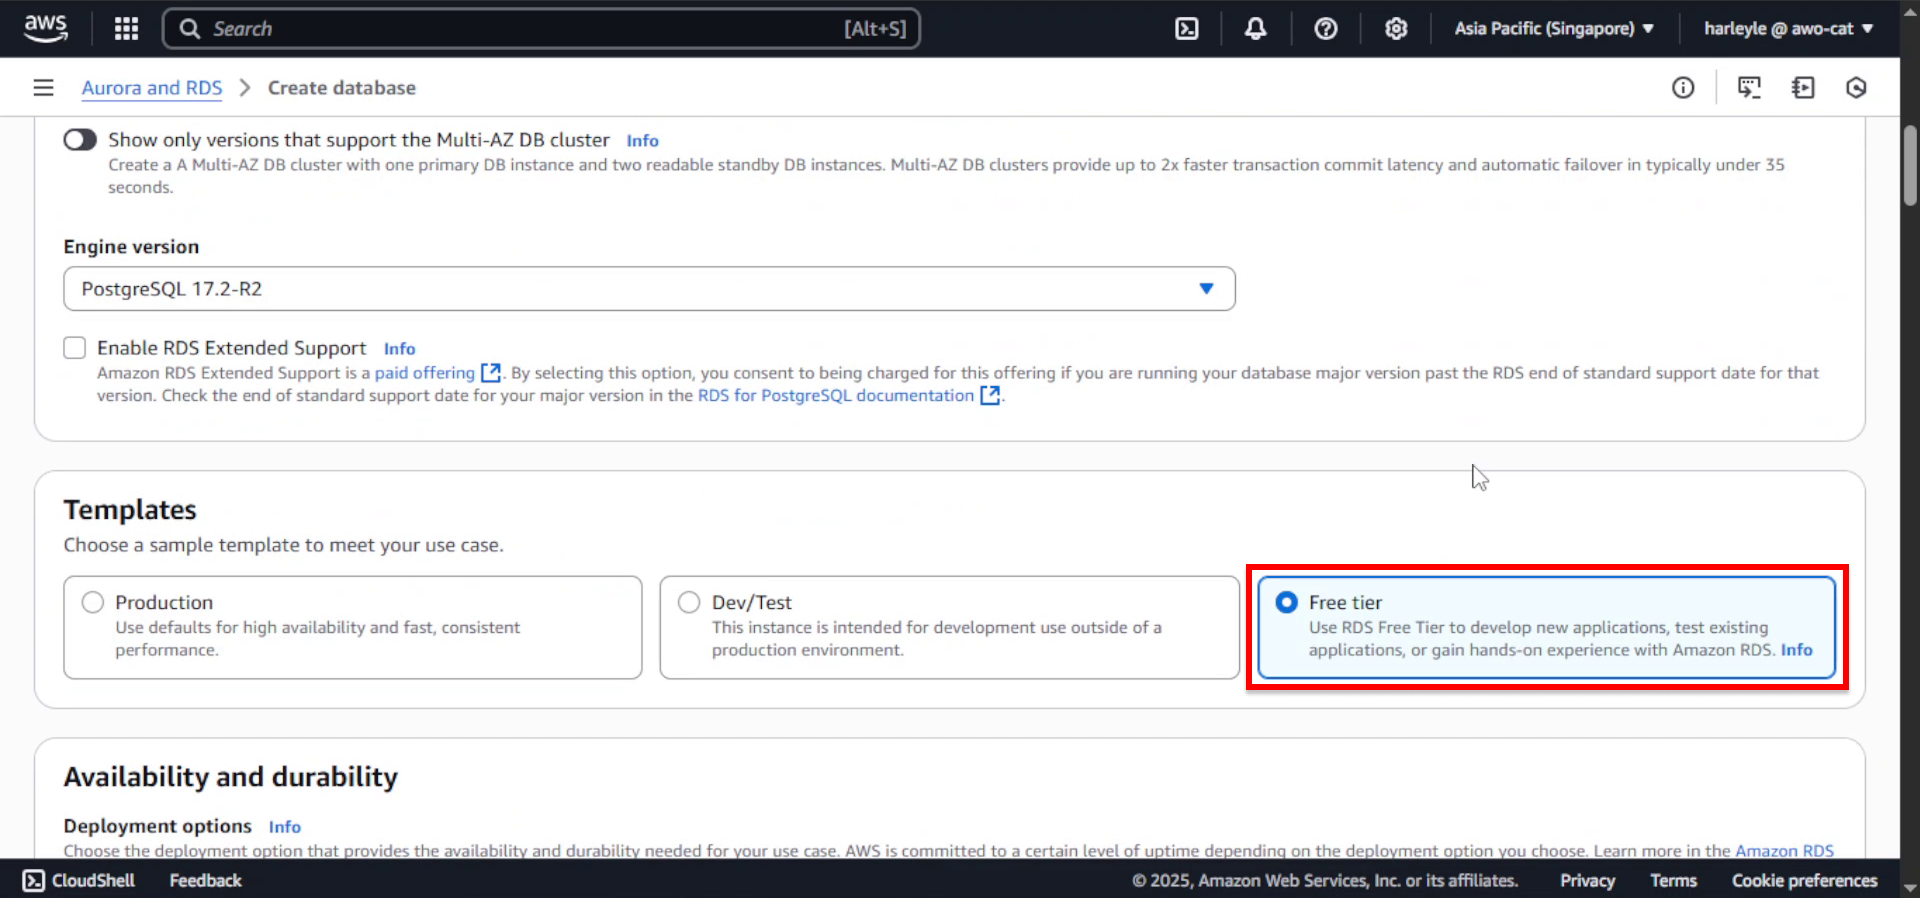 aws
Search
[Alt+S]
Asia Pacific (Singapore)
harleyle @ awo-cat
Aurora and RDS
Create database
Show only versions that support the Multi-AZ DB cluster Info
Create a A Multi-AZ DB cluster with one primary DB instance and two readable standby DB instances. Multi-AZ DB clusters provide up to 2x faster transaction commit latency and automatic failover in typically under 35
seconds.
Engine version
PostgreSQL 17.2-R2
Enable RDS Extended Support Info
Amazon RDS Extended Support is a paid offering . By selecting this option, you consent to being charged for this offering if you are running your database major version past the RDS end of standard support date for that
version. Check the end of standard support date for your major version in the RDS for PostgreSQL documentation .
Templates
Choose a sample template to meet your use case.
Production
Use defaults for high availability and fast, consistent
performance.
Dev/Test
This instance is intended for development use outside of a
production environment.
Free tier
Use RDS Free Tier to develop new applications, test existing
applications, or gain hands-on experience with Amazon RDS. Info
Availability and durability
Deployment options Info
Choose the deployment option that provides the availability and durability needed for your use case. AWS is committed to a certain level of uptime depending on the deployment option you choose. Learn more in the Amazon RDS
CloudShell
Feedback
© 2025, Amazon Web Services, Inc. or its affiliates.
Privacy
Terms
Cookie preferences